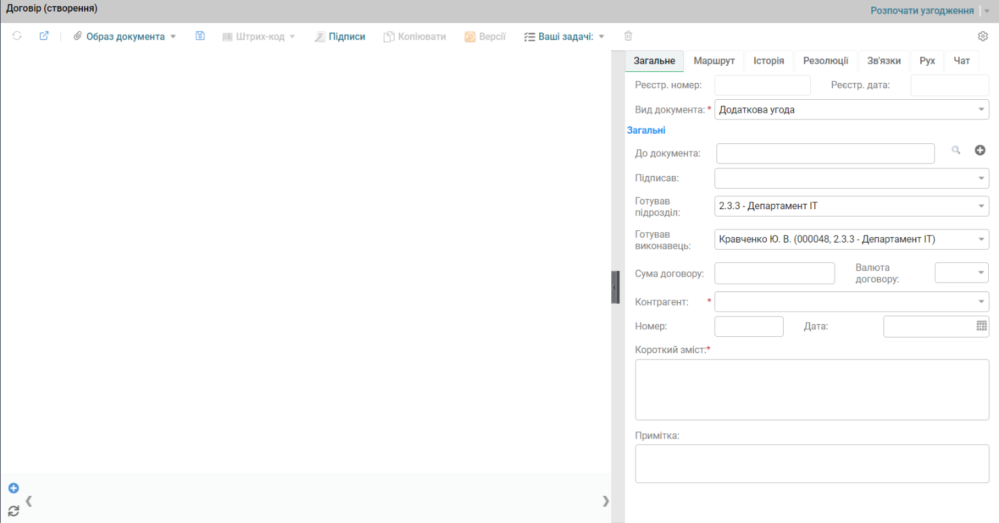 Договір (створення)
Розпочати узгодження
Образ документа
Штрих-код
Підписи
Копіювати
Версії
Ваші задачі:
Загальне
Маршрут
Історія
Резолюції
Зв'язки
Рух
Чат
Реєстр. номер:
Реєстр. дата:
Вид документа: * Додаткова угода
Загальні
До документа:
Підписав:
Готував
підрозділ:
2.3.3 - Департамент ІТ
Готував
виконавець:
Кравченко Ю. В. (000048, 2.3.3 - Департамент ІТ)
Сума договору:
Валюта
договору:
Контрагент: *
Номер:
Дата:
Короткий зміст:*
Примітка: